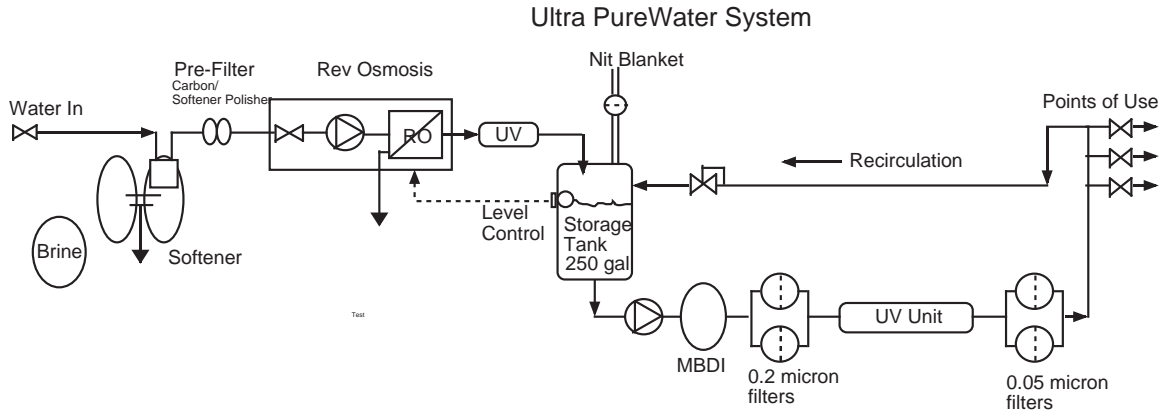 Ultra PureWater System
Nit Blanket
Pre-Filter
Carbon/
Softener Polisher
Rev Osmosis
Water In
Points of Use
RO
UV
Recirculation
Level
Control
Storage
Tank
250 gal
Brine
Softener
Test
UV Unit
MBDI
0.2 micron
filters
0.05 micron
filters